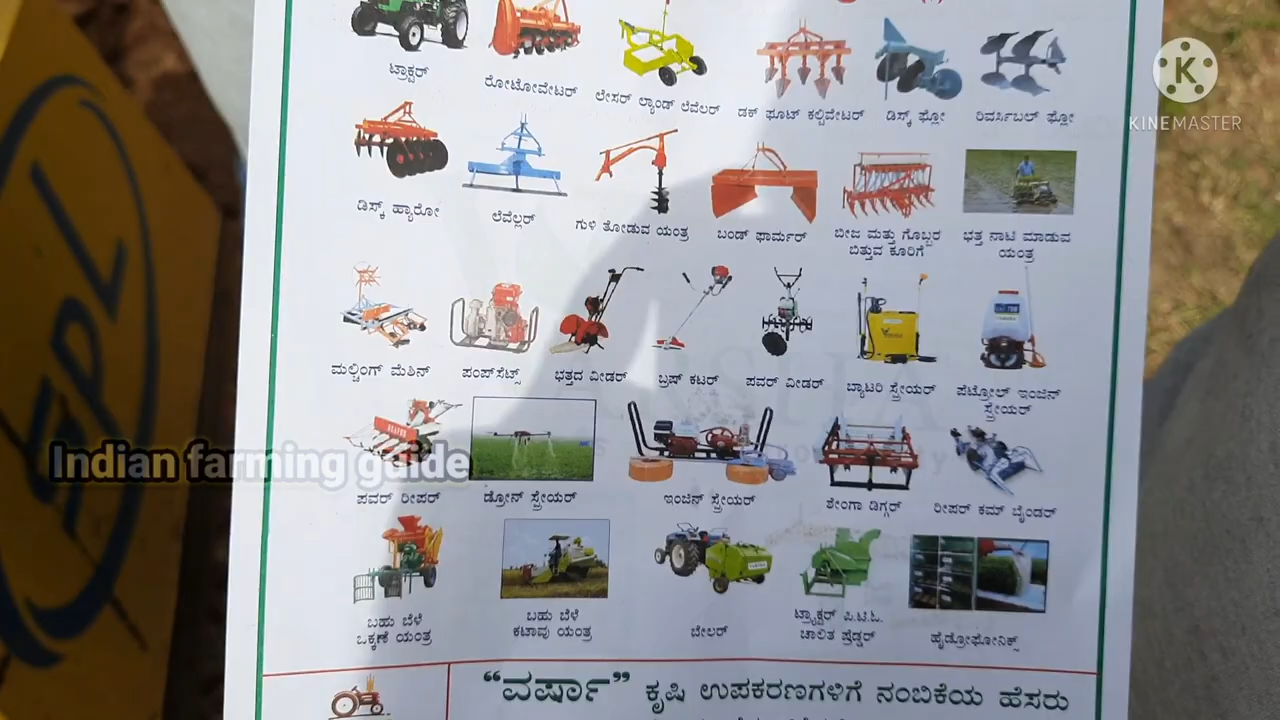 ಟ್ರಾಕ್ಟರ್
ರೋಟೋವೇಟರ್
ಲೇಸರ್ ಲ್ಯಾಂಡ್ ಲೆವೆಲರ್
ಡಕ್ ಫೂಟ್ ಕಲ್ಟಿವೇಟರ್
ಡಿಸ್ಕ್ ಪ್ಲೋ
ರಿವರ್ಸಿಬಲ್ ಪ್ಲೋ
KINEMASTER
ಡಿಸ್ಕ್ ಹ್ಯಾರೋ
ಲೆವೆಲ್ಲರ್
ಗುಳಿ ತೋಡುವ ಯಂತ್ರ
ಬಂಡ್ ಫಾರ್ಮರ್
ಬೀಜ ಮತ್ತು ಗೊಬ್ಬರ
ಬಿತ್ತುವ ಕೂರಿಗೆ
ಭತ್ತ ನಾಟಿ ಮಾಡುವ
ಯಂತ್ರ
ಮಲ್ಚಿಂಗ್ ಮೆಶಿನ್
ಪಂಪ್‌ಸೆಟ್ಸ್
ಭತ್ತದ ವೀಡರ್
ಬ್ರಷ್ ಕಟರ್
ಪವರ್ ವೀಡರ್
ಬ್ಯಾಟರಿ ಸ್ಪ್ರೇಯರ್
ಪೆಟ್ರೋಲ್ ಇಂಜಿನ್
ಸ್ಪ್ರೇಯರ್
REAPER
Indian farming guide
ಪವರ್ ರೀಪರ್
ಡ್ರೋನ್ ಸ್ಪ್ರೇಯರ್
ಇಂಜಿನ್ ಸ್ಪ್ರೇಯರ್
ಶೇಂಗಾ ಡಿಗ್ಗರ್
ರೀಪರ್ ಕಮ್ ಬೈಂಡರ್
ಬಹು ಬೆಳೆ
ಒಕ್ಕಣೆ ಯಂತ್ರ
ಬಹು ಬೆಳೆ
ಕಟಾವು ಯಂತ್ರ
ಬೇಲರ್
ಟ್ರ್ಯಾಕ್ಟರ್ ಪಿ.ಟಿ.ಓ.
ಚಾಲಿತ ಶ್ರೆಡ್ಡರ್
ಹೈಡ್ರೋಫೋನಿಕ್ಸ್
“ವರ್ಷಾ” ಕೃಷಿ ಉಪಕರಣಗಳಿಗೆ ನಂಬಿಕೆಯ ಹೆಸರು